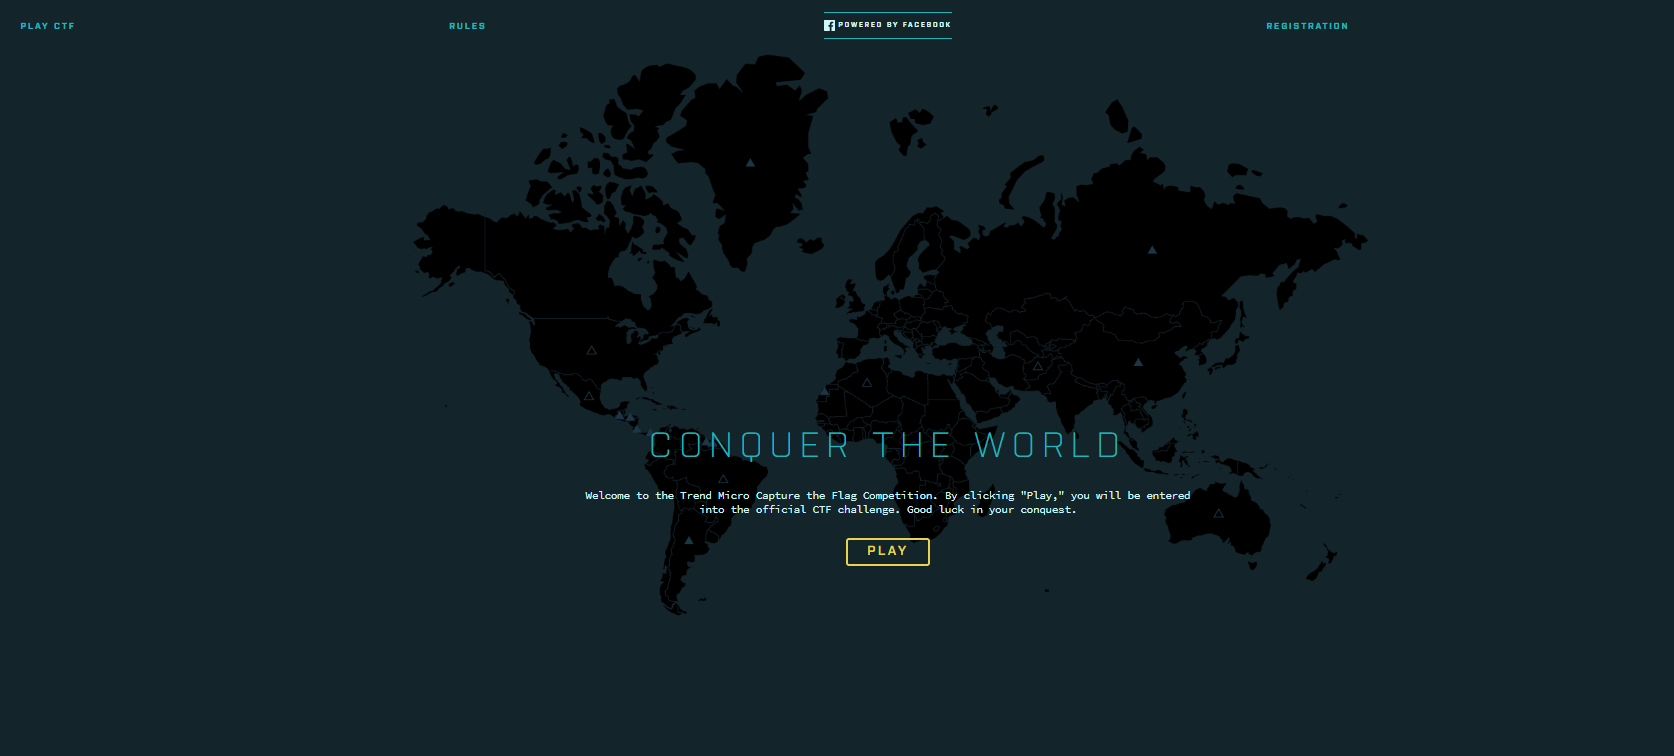 PLAY CTF
RULES
POWERED BY FACEBOOK
REGISTRATION
CONQUER THE WORLD
Welcome to the Trend Micro Capture the Flag Competition. By clicking "Play," you will be entered
into the official CTF challenge. Good luck in your conquest.
PLAY